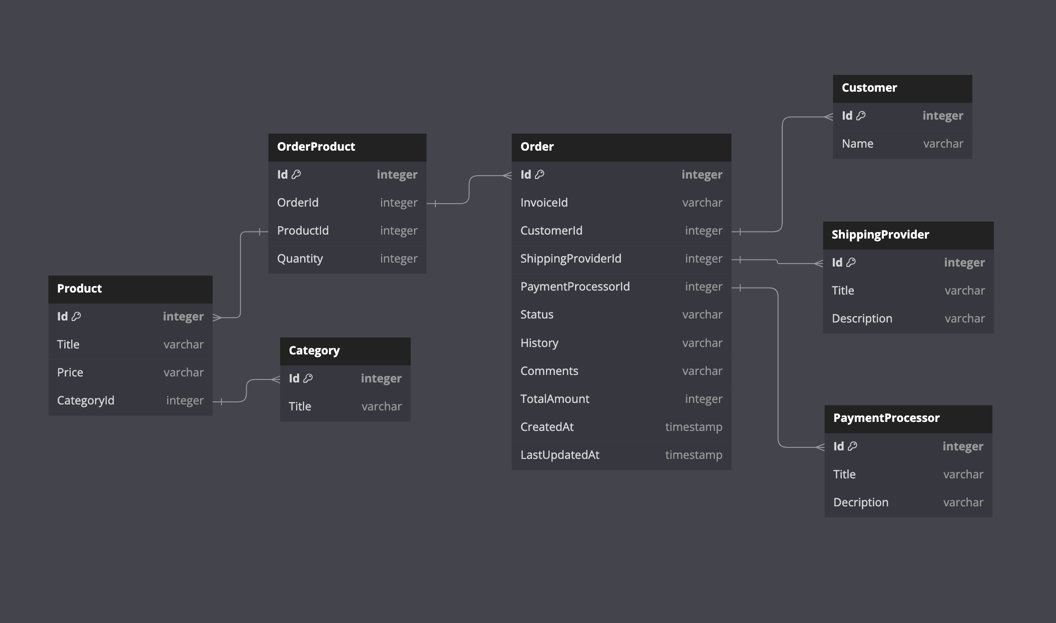 Customer
Id integer
Name varchar
OrderProduct
Id integer
OrderId integer
ProductId integer
Quantity integer
Order
Id integer
InvoiceId varchar
CustomerId integer
ShippingProviderId integer
PaymentProcessorId integer
Status varchar
History varchar
Comments varchar
TotalAmount integer
CreatedAt timestamp
LastUpdatedAt timestamp
ShippingProvider
Id integer
Title varchar
Description varchar
Product
Id integer
Title varchar
Price varchar
CategoryId integer
Category
Id integer
Title varchar
PaymentProcessor
Id integer
Title varchar
Decription varchar